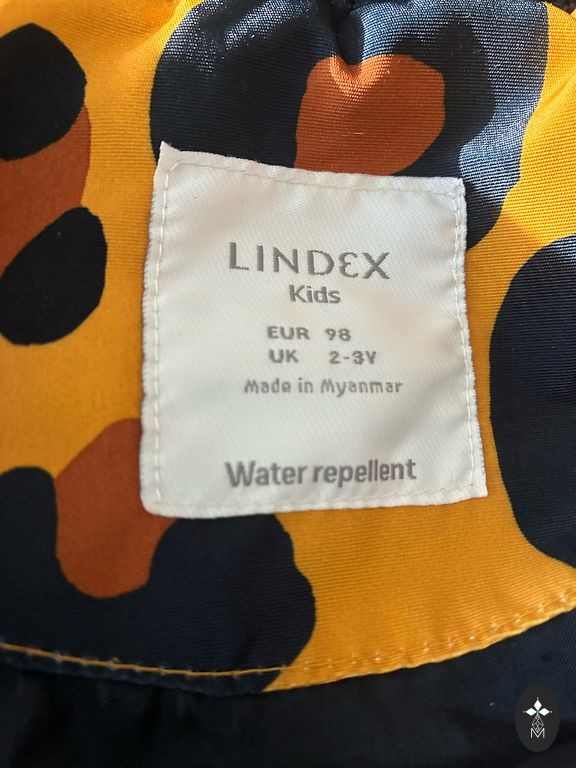 LINDEX
Kids
EUR 98
UK 2-3Y
Made in Myanmar
Water repellent
M